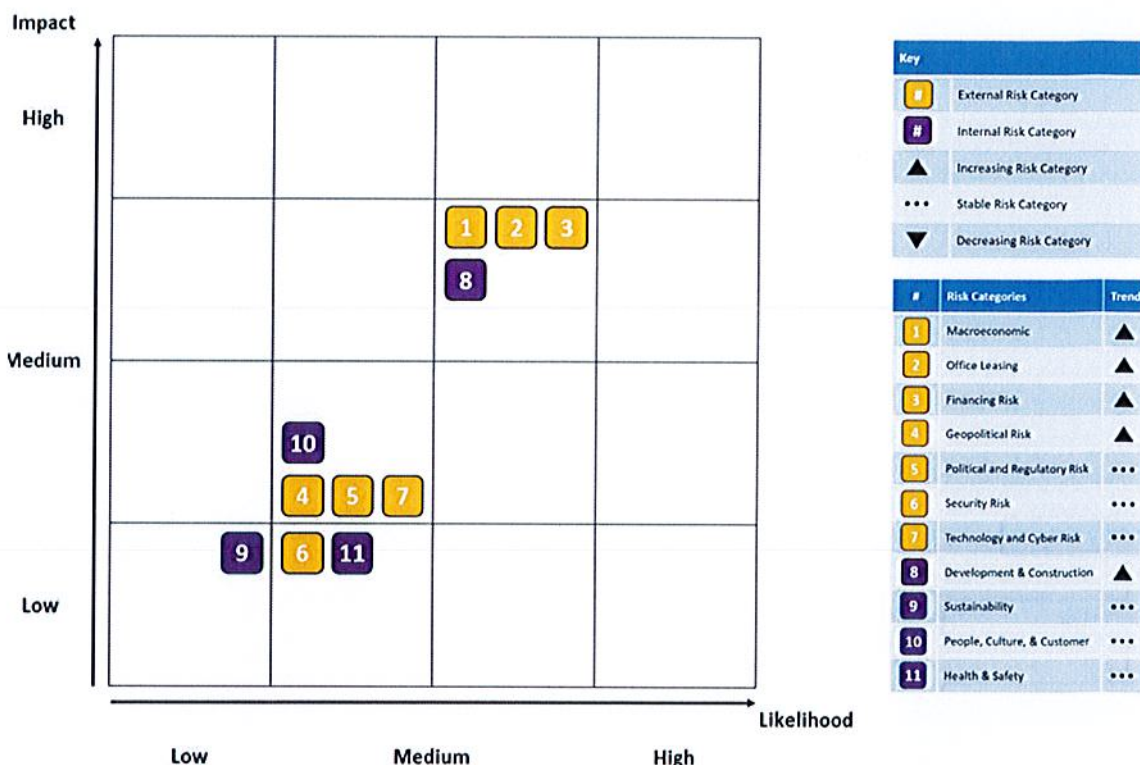 Impact
High
Medium
Low
1 2 3
8
10
4 5 7
9 6 11
Likelihood
Low Medium High
Key
# External Risk Category
# Internal Risk Category
▲ Increasing Risk Category
••• Stable Risk Category
▼ Decreasing Risk Category
# Risk Categories Trend
1 Macroeconomic ▲
2 Office Leasing ▲
3 Financing Risk ▲
4 Geopolitical Risk ▲
5 Political and Regulatory Risk •••
6 Security Risk •••
7 Technology and Cyber Risk •••
8 Development & Construction ▲
9 Sustainability •••
10 People, Culture, & Customer •••
11 Health & Safety •••